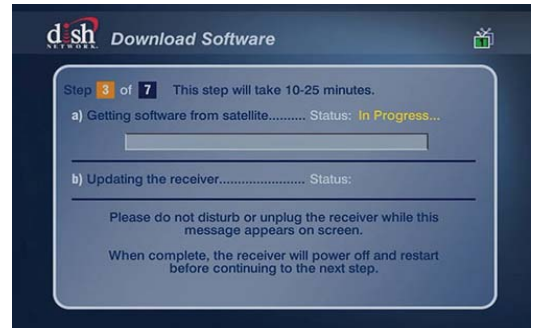 dish
NETWORK.
Download Software
Step 3 of 7 This step will take 10-25 minutes.
a) Getting software from satellite.......... Status: In Progress...
b) Updating the receiver....................... Status:
Please do not disturb or unplug the receiver while this
message appears on screen.
When complete, the receiver will power off and restart
before continuing to the next step.